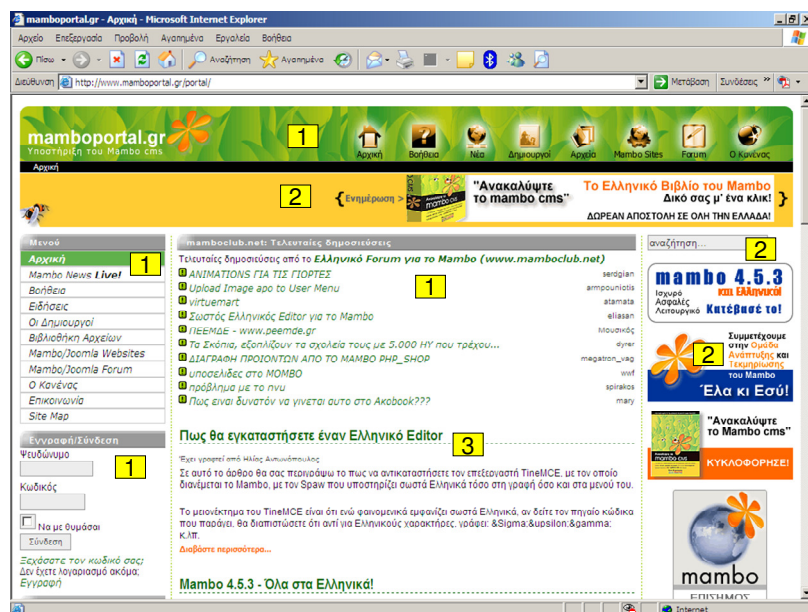 mamboportal.gr - Αρχική - Microsoft Internet Explorer
Αρχείο Επεξεργασία Προβολή Αγαπημένα Εργαλεία Βοήθεια
Πίσω Αναζήτηση Αγαπημένα
Διεύθυνση http://www.mamboportal.gr/portal/ Μετάβαση Συνδέσεις »
mamboportal.gr
Υποστήριξη του Mambo cms
1
Αρχική Βοήθεια Νέα Δημιουργοί Αρχεία Mambo Sites Forum Ο Κανένας
Αρχική
2
{Ενημέρωση >
"Ανακαλύψτε
το mambo cms"
Το Ελληνικό Βιβλίο του Mambo
Δικό σας μ' ένα κλικ! }
ΔΩΡΕΑΝ ΑΠΟΣΤΟΛΗ ΣΕ ΟΛΗ ΤΗΝ ΕΛΛΑΔΑ!
Μενού
Αρχική
1
Mambo News Live!
Βοήθεια
Ειδήσεις
Οι Δημιουργοί
Βιβλιοθήκη Αρχείων
Mambo/Joomla Websites
Mambo/Joomla Forum
Ο Κανένας
Επικοινωνία
Site Map
Εγγραφή/Σύνδεση
Ψευδώνυμο
1
Κωδικός
Να με θυμάσαι
Σύνδεση
Ξεχάσατε τον κωδικό σας;
Δεν έχετε λογαριασμό ακόμα;
Εγγραφή
mamboclub.net: Τελευταίες δημοσιεύσεις
Τελευταίες δημοσιεύσεις από το Ελληνικό Forum για το Mambo (www.mamboclub.net)
ANIMATIONS ΓΙΑ ΤΙΣ ΓΙΟΡΤΕΣ serdgian
Upload Image apo to User Menu armpouniotis
1
virtuemart atamata
Σωστός Ελληνικός Editor για το Mambo eliasan
ΠΕΕΜΔΕ - www.peemde.gr Μουσικός
Τα Σκόπια, εξοπλίζουν τα σχολεία τους με 5.000 ΗΥ που τρέχου... dyrer
ΔΙΑΓΡΑΦΗ ΠΡΟΙΟΝΤΩΝ ΑΠΟ ΤΟ MAMBO PHP_SHOP megatron_vag
υποσελιδες στο ΜΟΜΒΟ wwf
πρόβλημα με το nvu spirakos
Πως ειναι δυνατόν να γινεται αυτο στο Akobook??? mary
Πως θα εγκαταστήσετε έναν Ελληνικό Editor
3
Έχει γραφτεί από Ηλίας Αντωνόπουλος
Σε αυτό το άρθρο θα σας περιγράψω το πως να αντικαταστήσετε τον επεξεργαστή TineMCE, με τον οποίο
διανέμεται το Mambo, με τον Spaw που υποστηρίζει σωστά Ελληνικά τόσο στη γραφή όσο και στα μενού του.
Το μειονέκτημα του TineMCE είναι ότι ενώ φαινομενικά εμφανίζει σωστά Ελληνικά, αν δείτε τον πηγαίο κώδικα
που παράγει, θα διαπιστώσετε ότι αντί για Ελληνικούς χαρακτήρες, γράφει: &Sigma;&upsilon;&gamma;
κ.λπ.
Διαβάστε περισσότερα...
Mambo 4.5.3 - Όλα στα Ελληνικά!
αναζήτηση...
2
mambo 4.5.3
και Ελληνικό!
Ισχυρό
Ασφαλές
Λειτουργικό Κατέβασέ το!
2
Συμμετέχουμε
στην Ομάδα
Ανάπτυξης και
Τεκμηρίωσης
του Mambo
Έλα κι Εσύ!
"Ανακαλύψτε
το Mambo cms"
ΚΥΚΛΟΦΟΡΗΣΕ!
mambo
ΕΠΙΣΗΜΟΣ
Internet